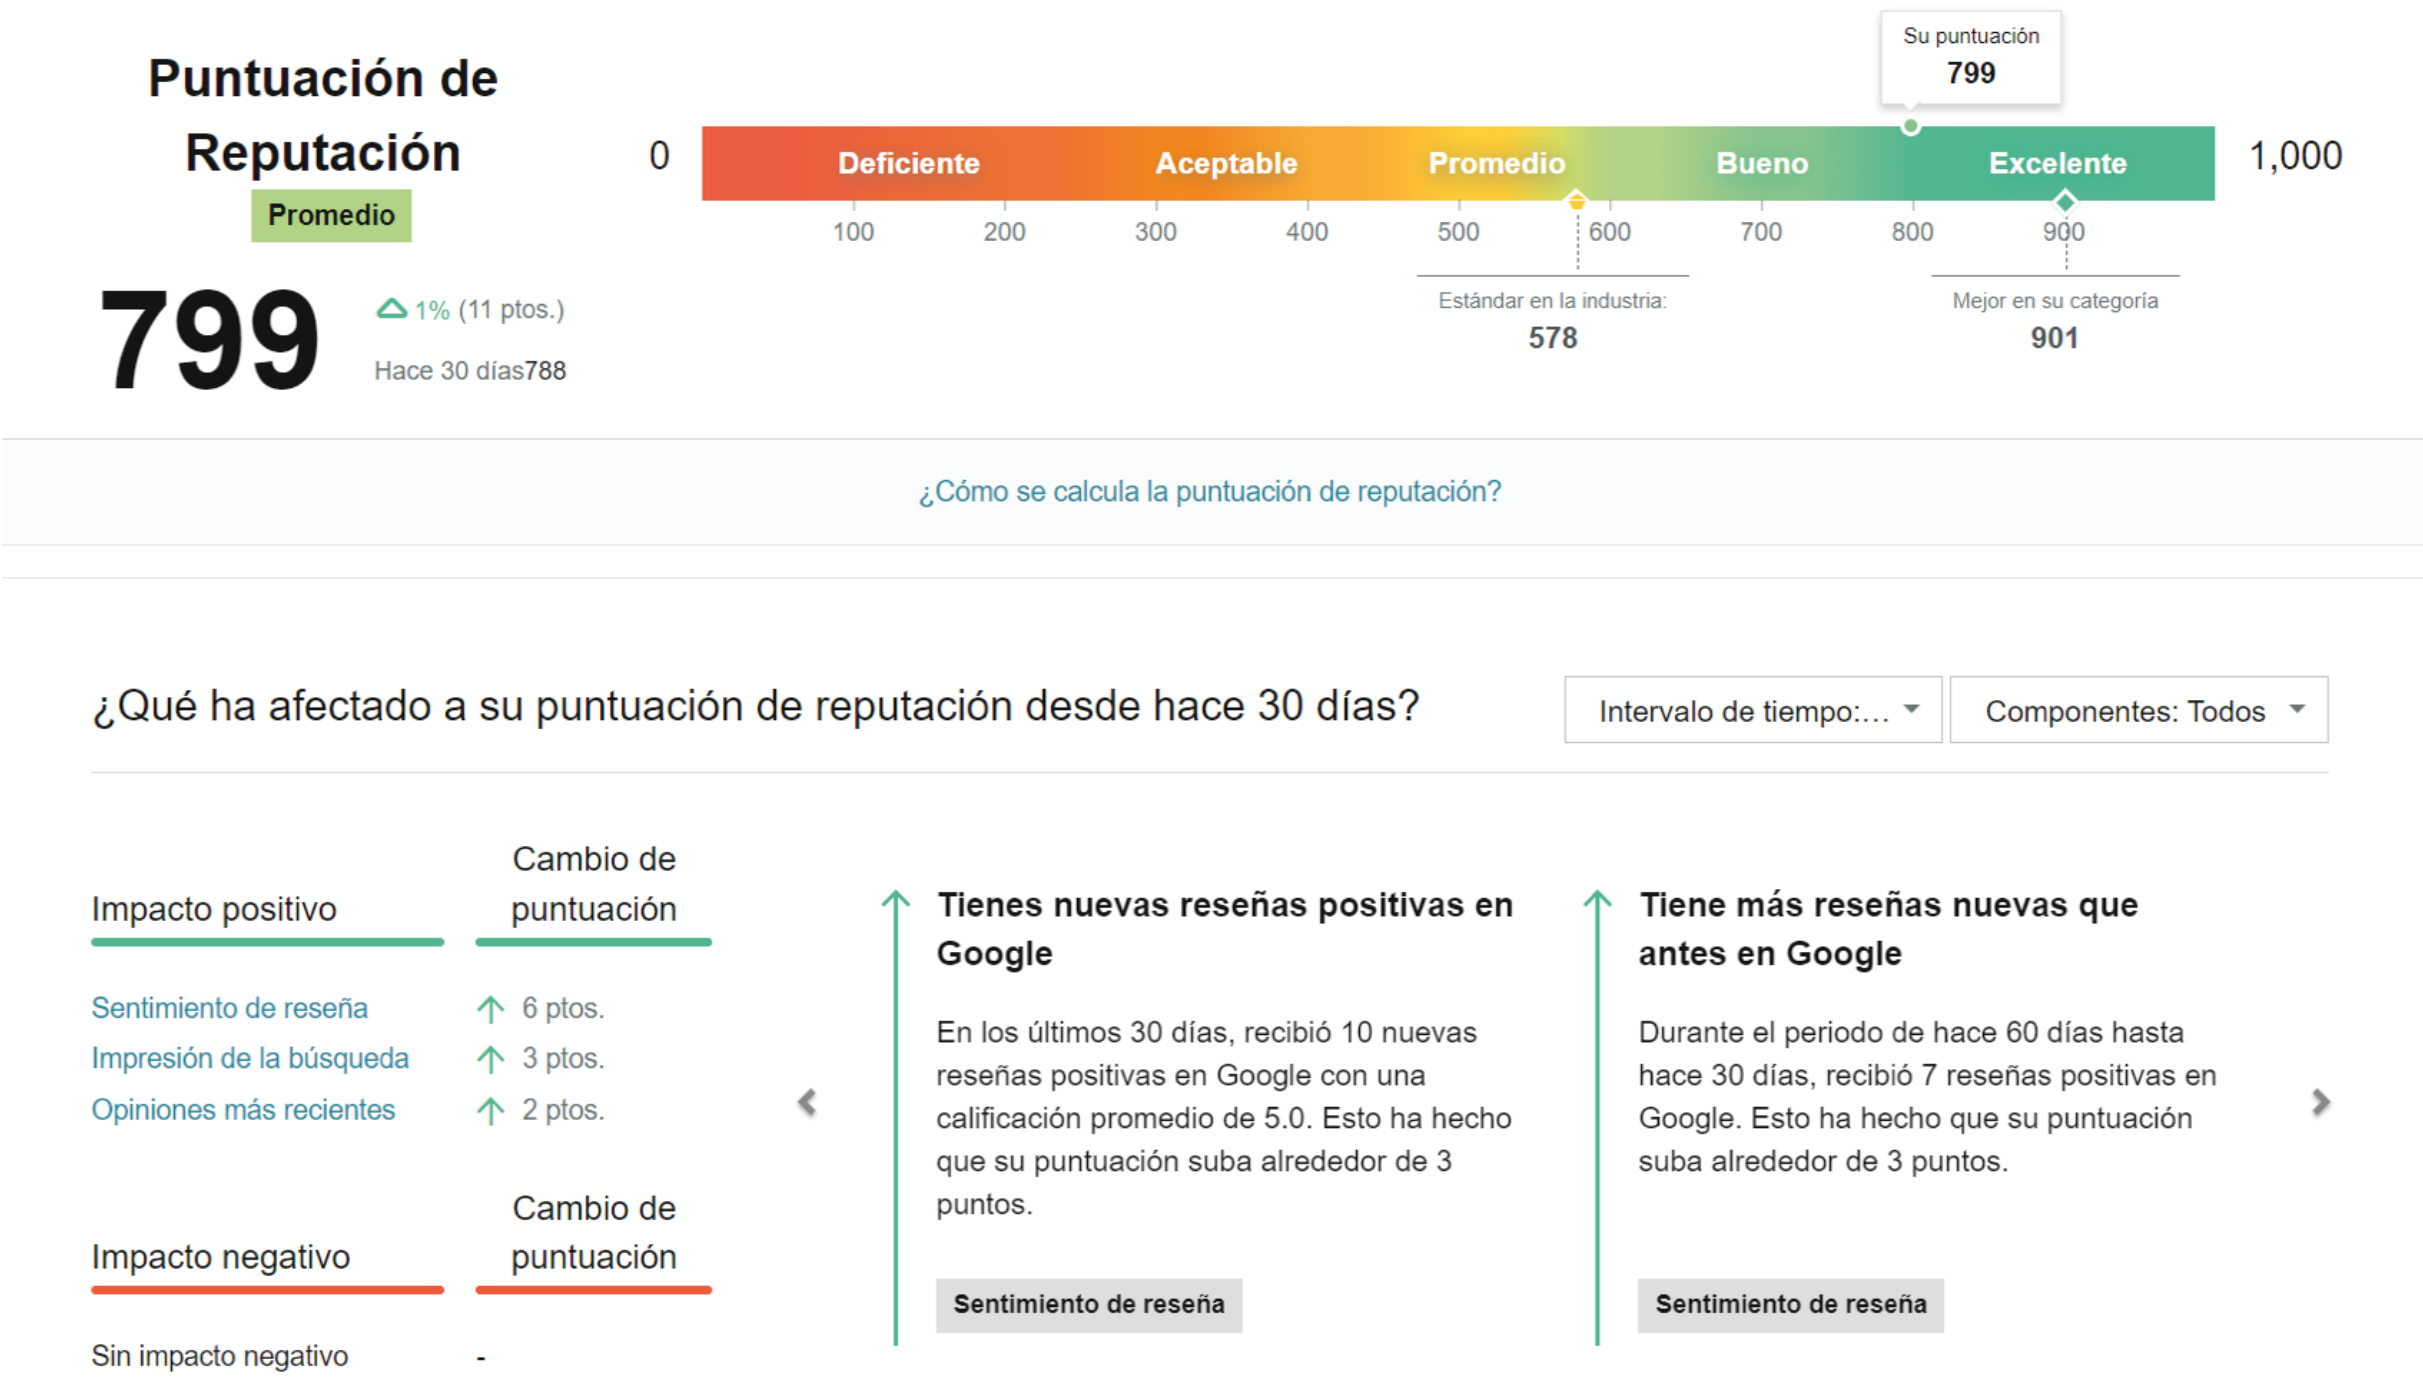 Puntuación de
Reputación
Promedio
799
1% (11 ptos.)
Hace 30 días788
Su puntuación
799
0
Deficiente
Aceptable
Promedio
Bueno
Excelente
1,000
100
200
300
400
500
600
700
800
900
Estándar en la industria:
578
Mejor en su categoría
901
¿Cómo se calcula la puntuación de reputación?
¿Qué ha afectado a su puntuación de reputación desde hace 30 días?
Intervalo de tiempo:...
Componentes: Todos
Impacto positivo
Cambio de
puntuación
Sentimiento de reseña
6 ptos.
Impresión de la búsqueda
3 ptos.
Opiniones más recientes
2 ptos.
Impacto negativo
Cambio de
puntuación
Sin impacto negativo
-
Tienes nuevas reseñas positivas en
Google
En los últimos 30 días, recibió 10 nuevas
reseñas positivas en Google con una
calificación promedio de 5.0. Esto ha hecho
que su puntuación suba alrededor de 3
puntos.
Sentimiento de reseña
Tiene más reseñas nuevas que
antes en Google
Durante el periodo de hace 60 días hasta
hace 30 días, recibió 7 reseñas positivas en
Google. Esto ha hecho que su puntuación
suba alrededor de 3 puntos.
Sentimiento de reseña